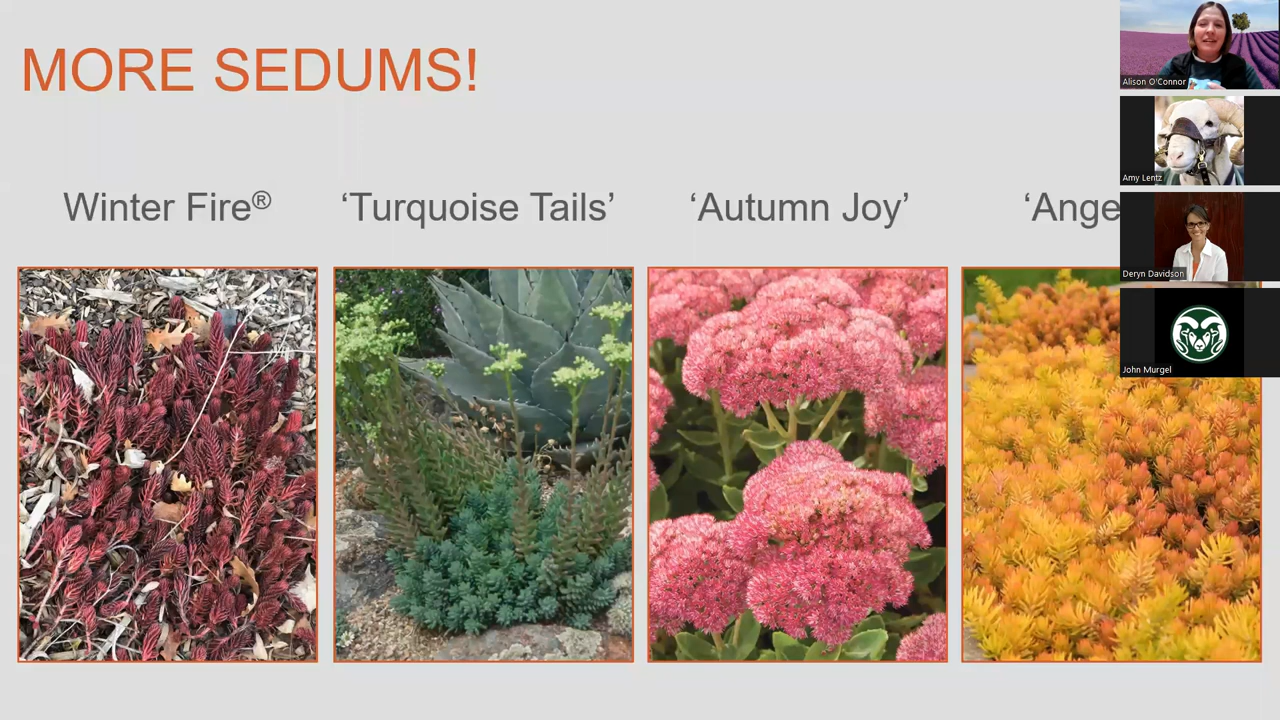 MORE SEDUMS!
Winter Fire®
‘Turquoise Tails’
‘Autumn Joy’
‘Ange
Alison O'Connor
Amy Lentz
Deryn Davidson
John Murgel